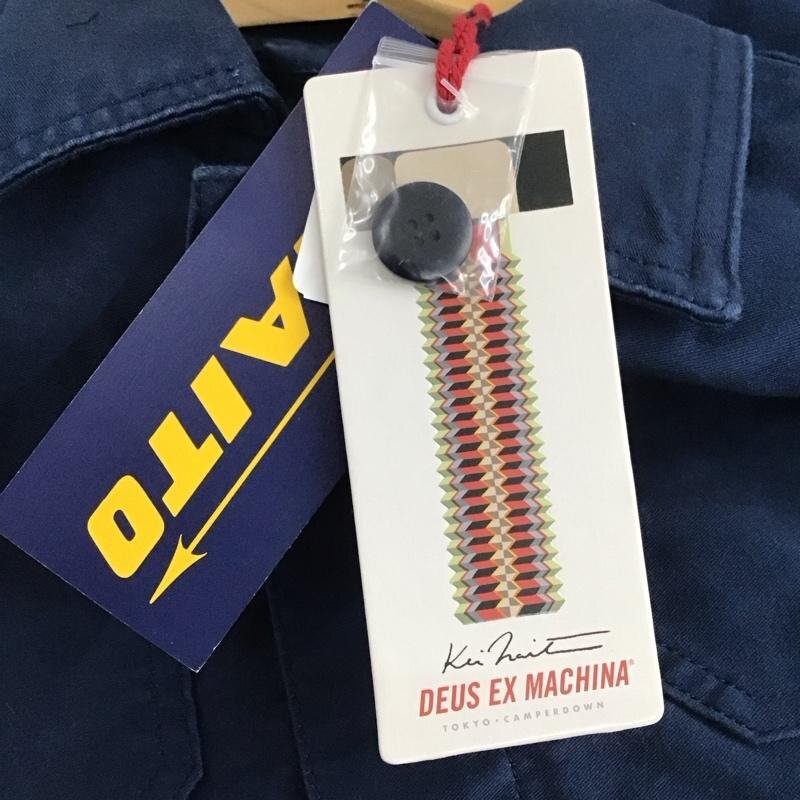 AITO
Kei Naito
DEUS EX MACHINA®
TOKYO - CAMPERDOWN